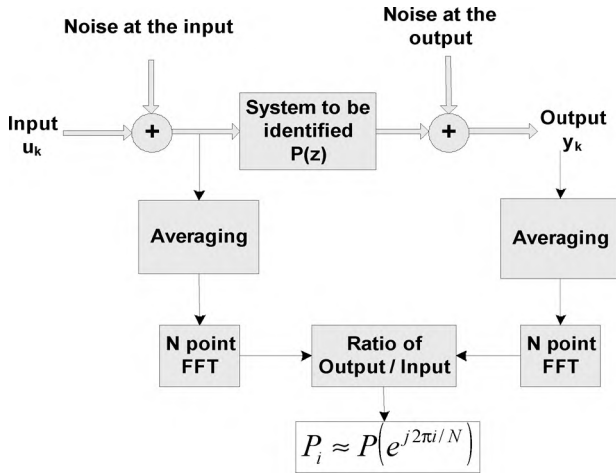 Noise at the input
Noise at the
output
Input
uk
+
System to be
identified
P(z)
+
Output
yk
Averaging
Averaging
N point
FFT
Ratio of
Output / Input
N point
FFT
P_i ≈ P(e^{j2πi/N})